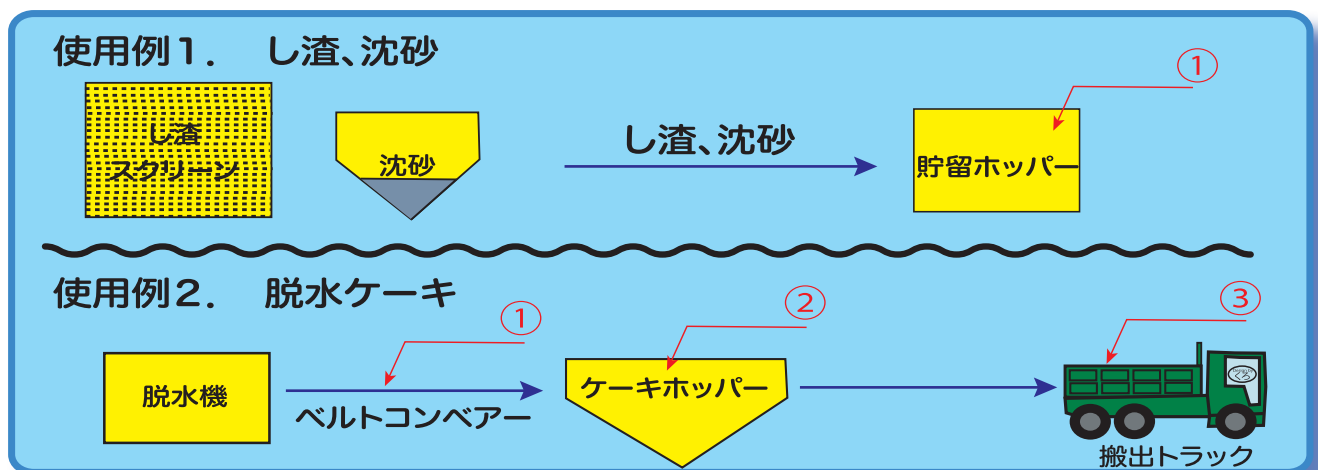 使用例1. し渣、沈砂
①
し渣
スクリーン
沈砂
し渣、沈砂
貯留ホッパー
使用例2. 脱水ケーキ
①
②
③
脱水機
ベルトコンベアー
ケーキホッパー
くろ
搬出トラック